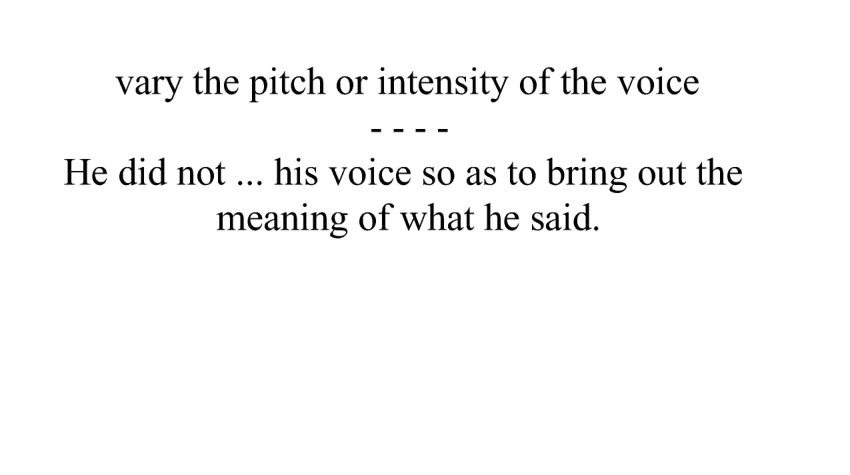 vary the pitch or intensity of the voice
- - - -
He did not ... his voice so as to bring out the
meaning of what he said.